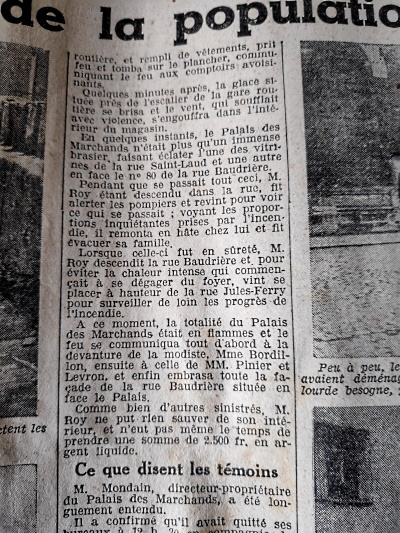 de la populatio
routière, et rempli de vêtements, prit
feu et tomba sur le plancher, commu-
niquant le feu aux comptoirs avoisi-
nants.
Quelques minutes après, la glace si-
tuée près de l'escalier de la gare rou-
tière se brisa et le vent, qui soufflait
avec violence, s'engouffra dans l'inté-
rieur du magasin.
En quelques instants, le Palais des
Marchands n'était plus qu'un immense
brasier, faisant éclater l'une des vitri-
nes de la rue Saint-Laud et une autre
en face le n° 80 de la rue Baudrière.
Pendant que se passait tout ceci, M.
Roy étant descendu dans la rue, fit
alerter les pompiers et revint pour voir
ce qui se passait ; voyant les propor-
tions inquiétantes prises par l'incen-
die, il remonta en hâte chez lui et fit
évacuer sa famille.
Lorsque celle-ci fut en sûreté, M.
Roy descendit la rue Baudrière et, pour
éviter la chaleur intense qui commen-
çait à se dégager du foyer, vint se
placer à hauteur de la rue Jules-Ferry
pour surveiller de loin les progrès de
l'incendie.
A ce moment, la totalité du Palais
des Marchands était en flammes et le
feu se communiqua tout d'abord à la
devanture de la modiste, Mme Bordil-
lon, ensuite à celle de MM. Pinier et
Levron, et enfin embrasa toute la fa-
çade de la rue Baudrière située en
face le Palais.
Comme bien d'autres sinistrés, M.
Roy ne put rien sauver de son inté-
rieur, et n'eut pas même le temps de
prendre une somme de 2.500 fr. en ar-
gent liquide.
Ce que disent les témoins
M. Mondain, directeur-propriétaire
du Palais des Marchands, a été lon-
guement entendu.
Il a confirmé qu'il avait quitté ses
bureaux à
Peu à peu, le
avaient déménag
lourde besogne,
tent les